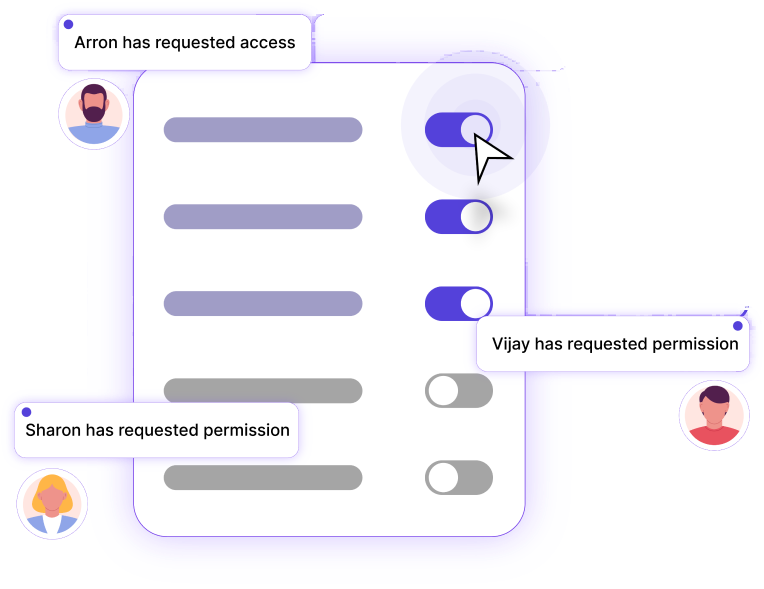 Arron has requested access
Vijay has requested permission
Sharon has requested permission